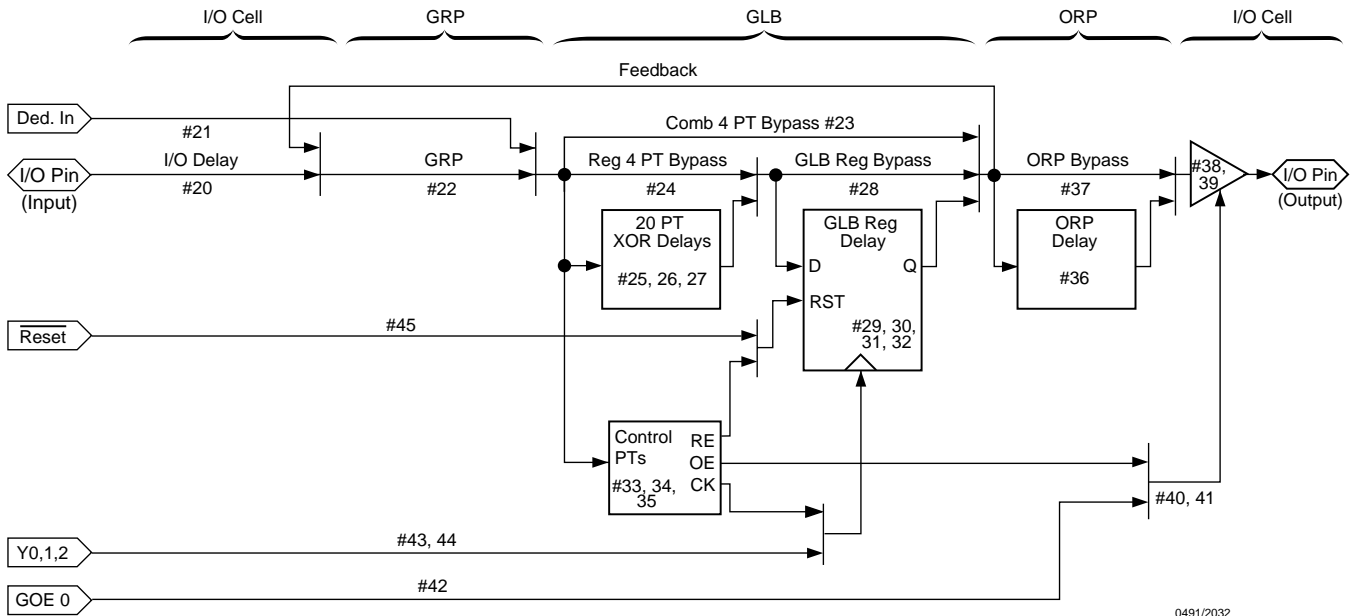 I/O Cell
GRP
GLB
ORP
I/O Cell
Feedback
Ded. In
#21
Comb 4 PT Bypass #23
I/O Pin
(Input)
I/O Delay
#20
GRP
#22
Reg 4 PT Bypass
#24
GLB Reg Bypass
#28
ORP Bypass
#37
#38,
39
I/O Pin
(Output)
20 PT
XOR Delays
#25, 26, 27
GLB Reg
Delay
D
Q
RST
#29, 30,
31, 32
ORP
Delay
#36
Reset
#45
Control
PTs
#33, 34,
35
RE
OE
CK
#40, 41
Y0,1,2
#43, 44
GOE 0
#42
0491/2032